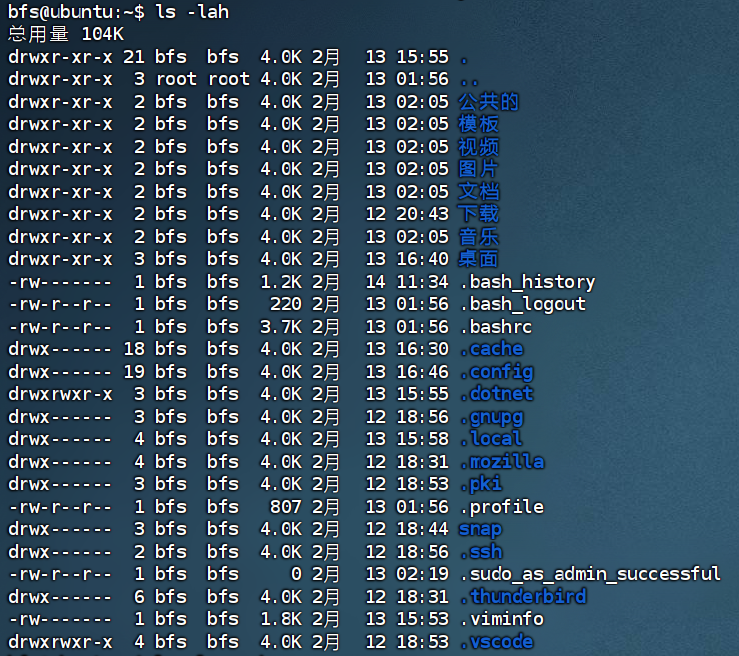 bfs@ubuntu:~$ ls -lah
总用量 104K
drwxr-xr-x 21 bfs  bfs  4.0K 2月  13 15:55 .
drwxr-xr-x  3 root root 4.0K 2月  13 01:56 ..
drwxr-xr-x  2 bfs  bfs  4.0K 2月  13 02:05 公共的
drwxr-xr-x  2 bfs  bfs  4.0K 2月  13 02:05 模板
drwxr-xr-x  2 bfs  bfs  4.0K 2月  13 02:05 视频
drwxr-xr-x  2 bfs  bfs  4.0K 2月  13 02:05 图片
drwxr-xr-x  2 bfs  bfs  4.0K 2月  13 02:05 文档
drwxr-xr-x  2 bfs  bfs  4.0K 2月  12 20:43 下载
drwxr-xr-x  2 bfs  bfs  4.0K 2月  13 02:05 音乐
drwxr-xr-x  3 bfs  bfs  4.0K 2月  13 16:40 桌面
-rw-------  1 bfs  bfs  1.2K 2月  14 11:34 .bash_history
-rw-r--r--  1 bfs  bfs   220 2月  13 01:56 .bash_logout
-rw-r--r--  1 bfs  bfs  3.7K 2月  13 01:56 .bashrc
drwx------ 18 bfs  bfs  4.0K 2月  13 16:30 .cache
drwx------ 19 bfs  bfs  4.0K 2月  13 16:46 .config
drwxrwxr-x  3 bfs  bfs  4.0K 2月  13 15:55 .dotnet
drwx------  3 bfs  bfs  4.0K 2月  12 18:56 .gnupg
drwx------  4 bfs  bfs  4.0K 2月  13 15:58 .local
drwx------  4 bfs  bfs  4.0K 2月  12 18:31 .mozilla
drwx------  3 bfs  bfs  4.0K 2月  12 18:53 .pki
-rw-r--r--  1 bfs  bfs   807 2月  13 01:56 .profile
drwx------  3 bfs  bfs  4.0K 2月  12 18:44 snap
drwx------  2 bfs  bfs  4.0K 2月  12 18:56 .ssh
-rw-r--r--  1 bfs  bfs     0 2月  13 02:19 .sudo_as_admin_successful
drwx------  6 bfs  bfs  4.0K 2月  12 18:31 .thunderbird
-rw-------  1 bfs  bfs  1.8K 2月  13 15:53 .viminfo
drwxrwxr-x  4 bfs  bfs  4.0K 2月  12 18:53 .vscode